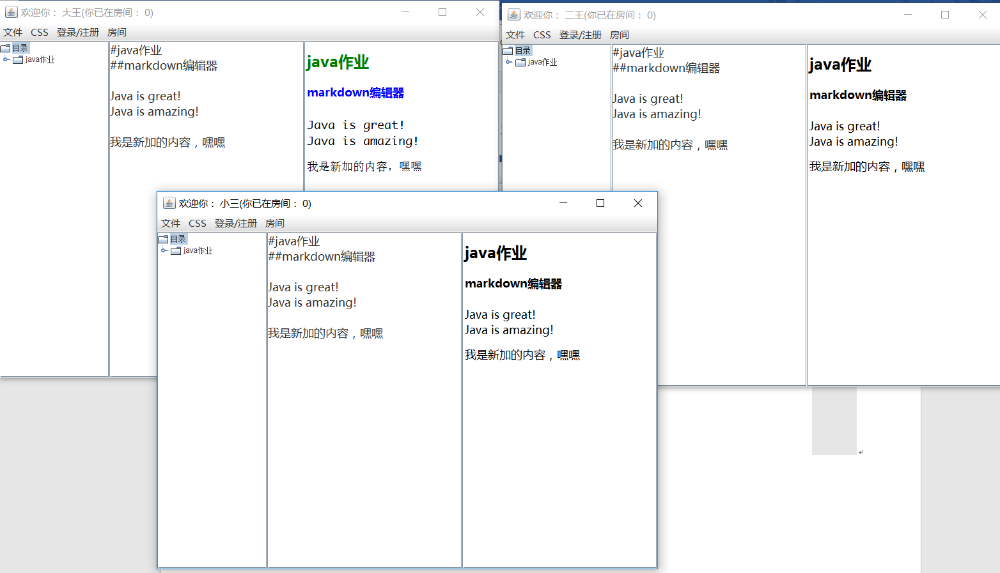 欢迎你： 大王(你已在房间： 0)
文件 CSS 登录/注册 房间
目录
java作业
#java作业
##markdown编辑器
Java is great!
Java is amazing!
我是新加的内容，嘿嘿
java作业
markdown编辑器
Java is great!
Java is amazing!
我是新加的内容，嘿嘿
欢迎你： 二王(你已在房间： 0)
文件 CSS 登录/注册 房间
目录
java作业
#java作业
##markdown编辑器
Java is great!
Java is amazing!
我是新加的内容，嘿嘿
java作业
markdown编辑器
Java is great!
Java is amazing!
我是新加的内容，嘿嘿
欢迎你： 小三(你已在房间： 0)
文件 CSS 登录/注册 房间
目录
java作业
#java作业
##markdown编辑器
Java is great!
Java is amazing!
我是新加的内容，嘿嘿
java作业
markdown编辑器
Java is great!
Java is amazing!
我是新加的内容，嘿嘿